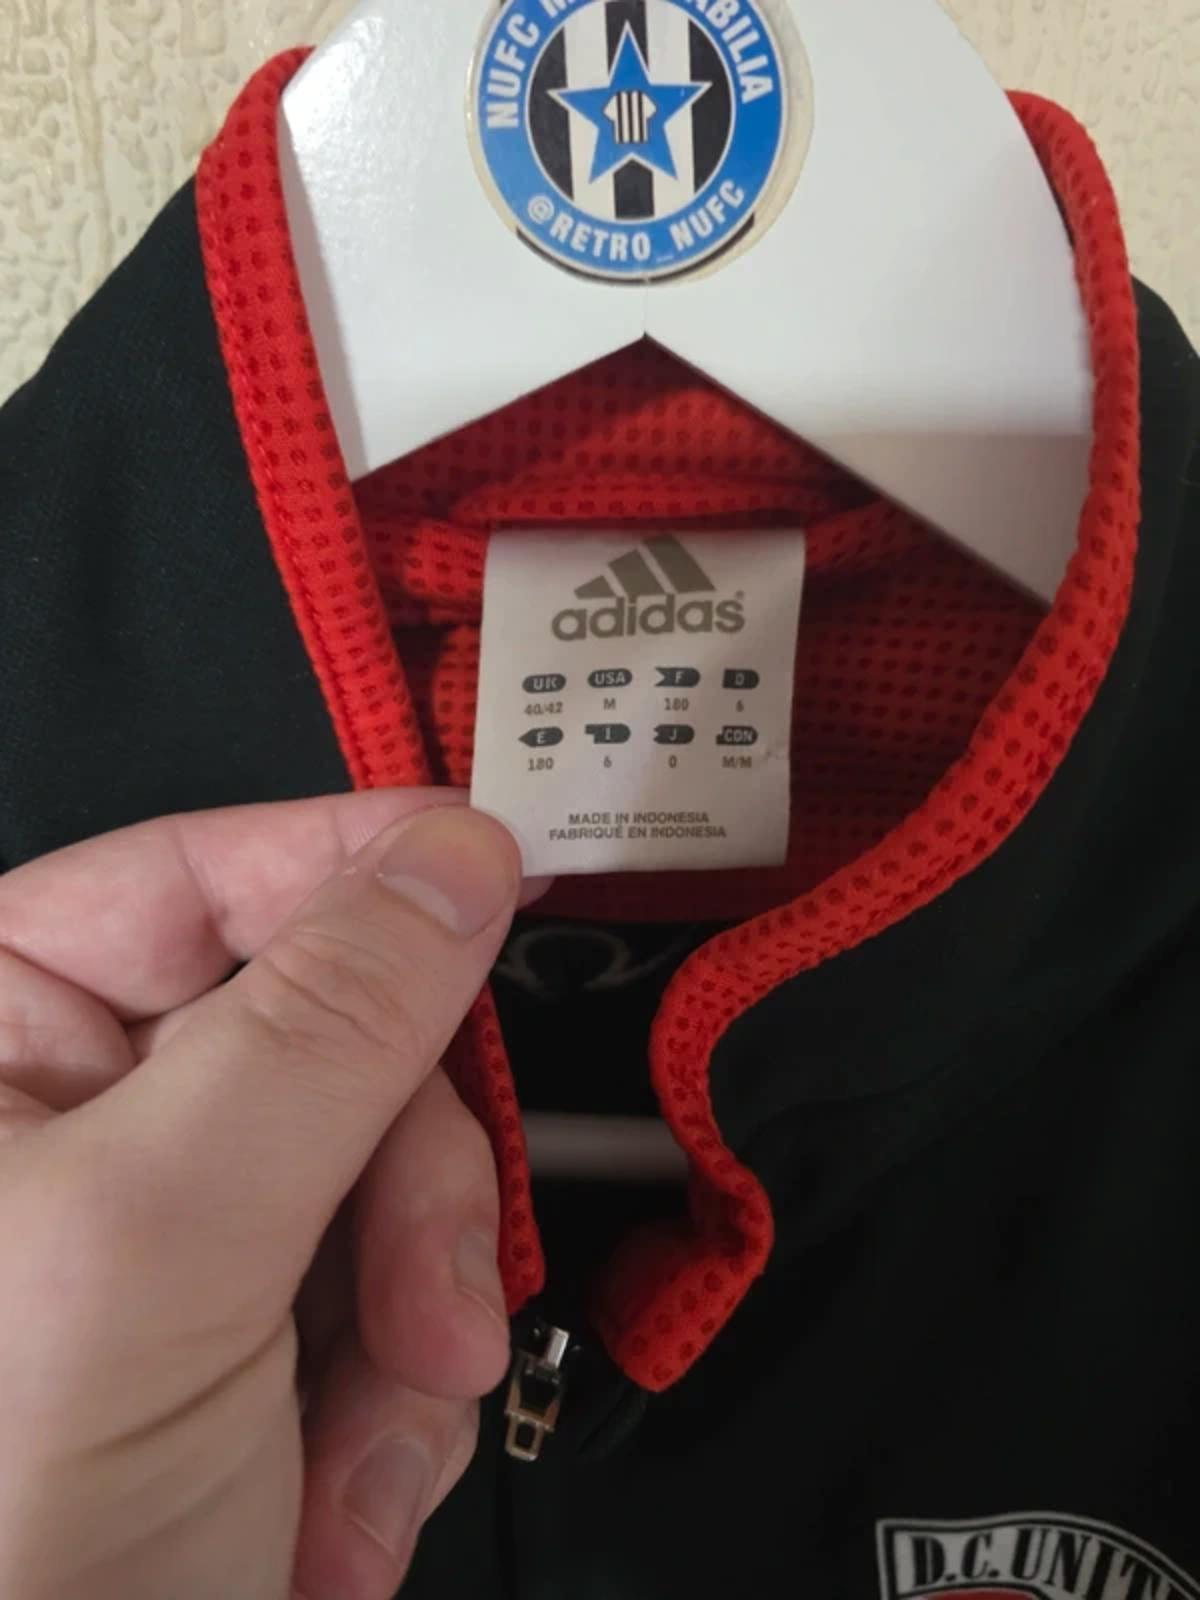 NUFC
@RETRO_NUFC
adidas®
UK USA F D
40/42 M 180 6
E I J CDN
180 6 0 M/M
MADE IN INDONESIA
FABRIQUÉ EN INDONESIA
D.C. UNIT